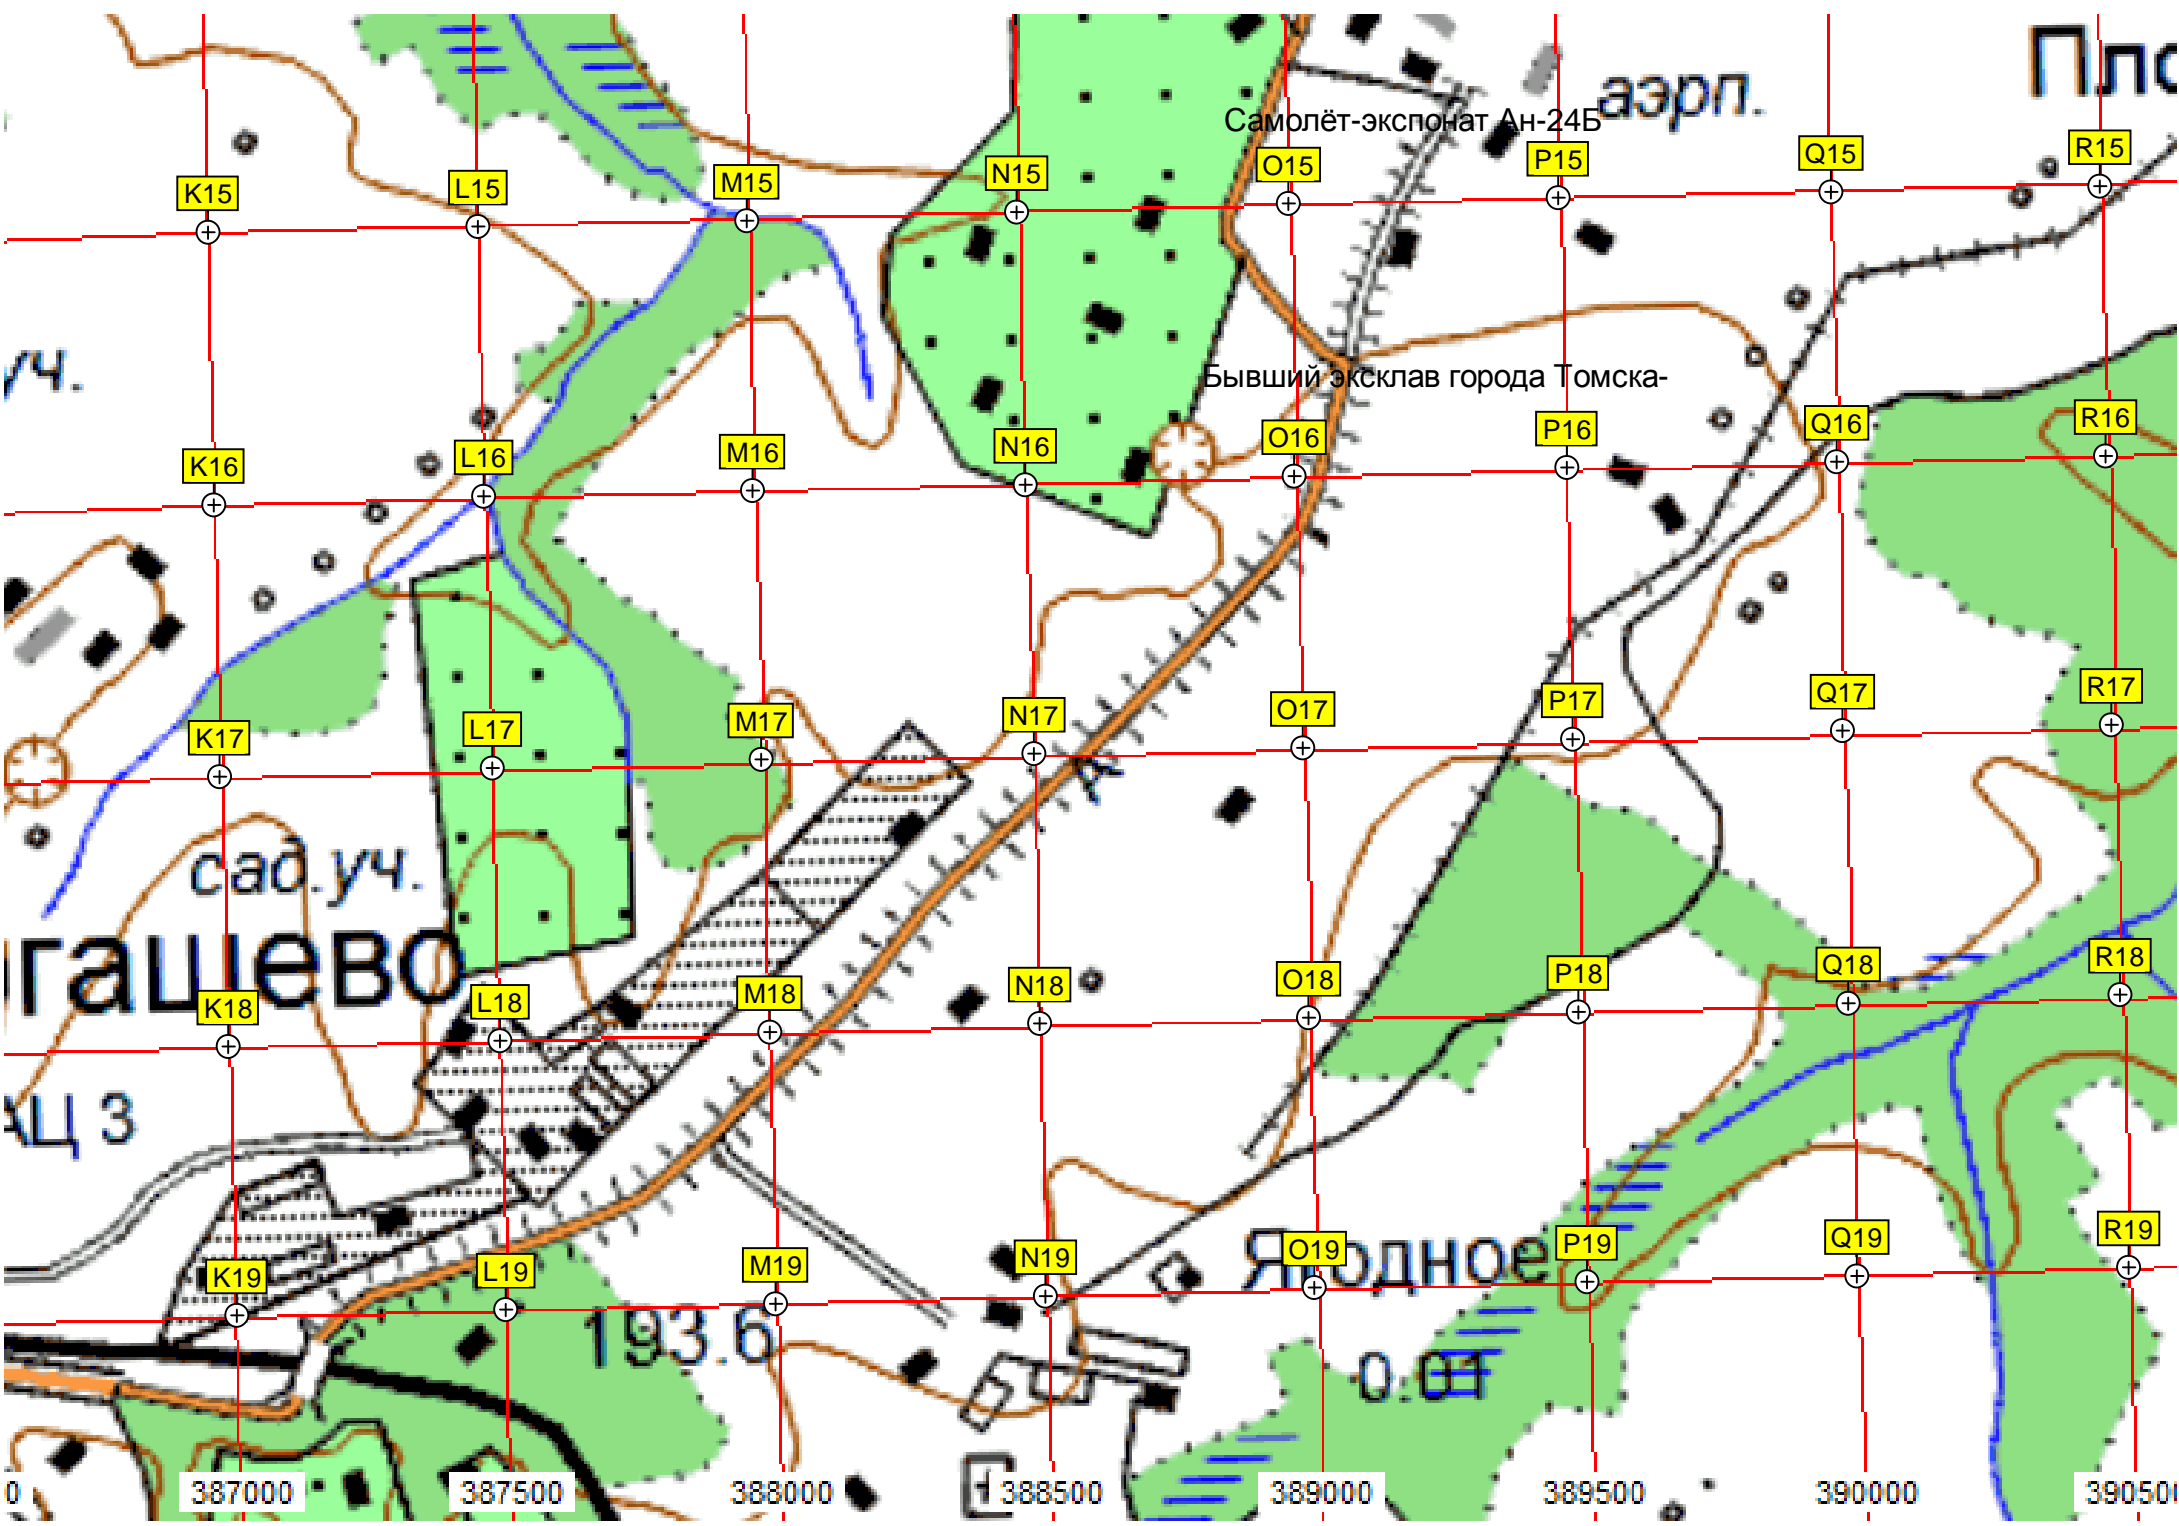 Пло
аэрп.
Самолёт-экспонат Ан-24Б
K15 L15 M15 N15 O15 P15 Q15 R15
уч.
Бывший эксклав города Томска-
K16 L16 M16 N16 O16 P16 Q16 R16
K17 L17 M17 N17 O17 P17 Q17 R17
сад.уч.
гашево
K18 L18 M18 N18 O18 P18 Q18 R18
АЦ 3
Ягодное
K19 L19 M19 N19 O19 P19 Q19 R19
193.6
0.01
0 387000 387500 388000 388500 389000 389500 390000 39050